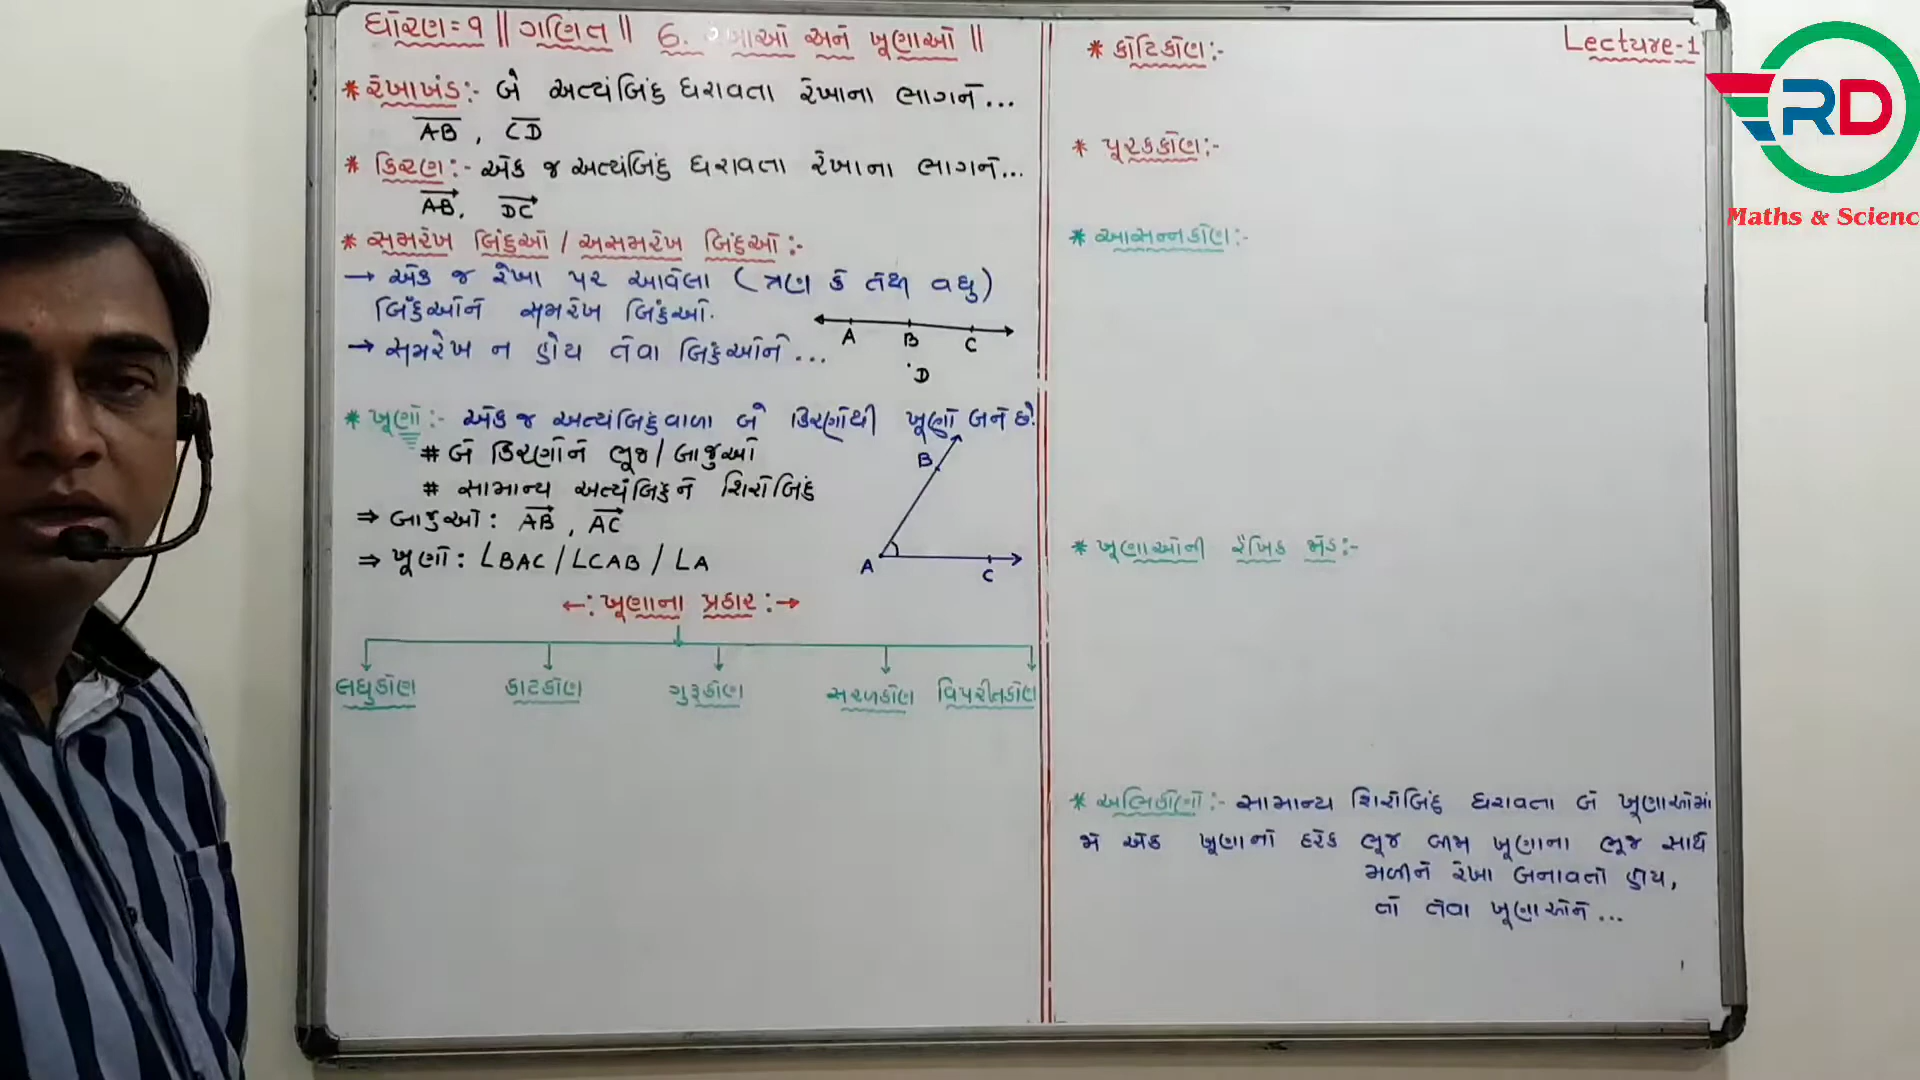 ધોરણ=૯ || ગણિત || 6. અને ખૂણાઓ ||
* રેખાખંડ:- બે અંત્યબિંદુ ધરાવતા રેખાના ભાગને...
AB, CD
* કિરણ:- એક જ અંત્યબિંદુ ધરાવતા રેખાના ભાગને...
AB, DC
* સમરેખ બિંદુઓ / અસમરેખ બિંદુઓ:-
→ એક જ રેખા પર આવેલા (ત્રણ કે તેથી વધુ)
બિંદુઓને સમરેખ બિંદુઓ.
→ સમરેખ ન હોય તેવા બિંદુઓને...
A B C
D
* ખૂણો:- એક જ અંત્યબિંદુવાળા બે કિરણોથી ખૂણો બને છે.
# બે કિરણોને ભૂજ/બાજુઓ
# સામાન્ય અંત્યબિંદુને શિરોબિંદુ
⇒ બાજુઓ: AB, AC
⇒ ખૂણો: ∠BAC/∠CAB/∠A
B
A C
←: ખૂણાના પ્રકાર :→
લઘુકોણ કાટકોણ ગુરૂકોણ સરળકોણ વિપરીતકોણ
Lecture-1
* કોટિકોણ:-
* પૂરકકોણ:-
* આસન્નકોણ:-
* ખૂણાઓની રૈખિક જોડ:-
* અભિકોણો:- સામાન્ય શિરોબિંદુ ધરાવતા બે ખૂણાઓમાં
જો એક ખૂણાનો દરેક ભૂજ બીજા ખૂણાના ભૂજ સાથે
મળીને રેખા બનાવતો હોય,
તો તેવા ખૂણાઓને...
RD
Maths & Scienc